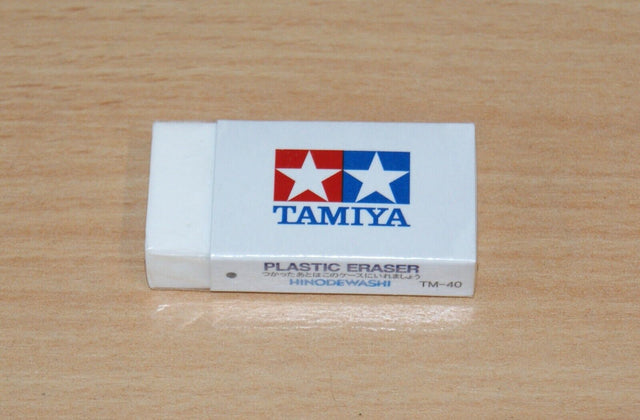 TAMIYA
PLASTIC ERASER
つかったあとはこのケースにいれましょう
HINODEWASHI
TM-40